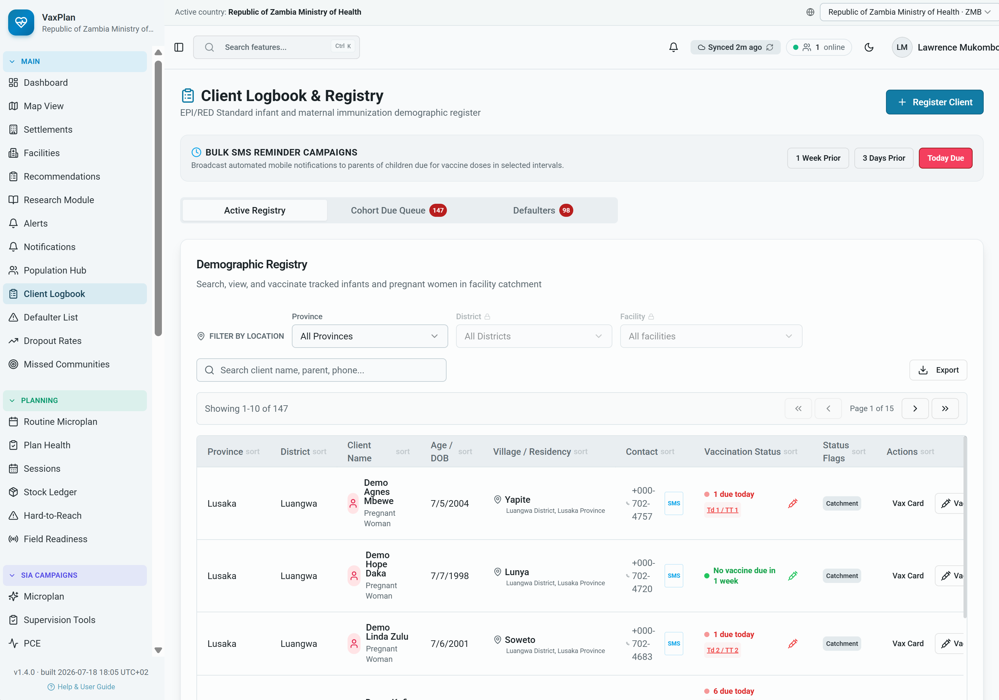 VaxPlan
Republic of Zambia Ministry of...
MAIN
Dashboard
Map View
Settlements
Facilities
Recommendations
Research Module
Alerts
Notifications
Population Hub
Client Logbook
Defaulter List
Dropout Rates
Missed Communities
PLANNING
Routine Microplan
Plan Health
Sessions
Stock Ledger
Hard-to-Reach
Field Readiness
SIA CAMPAIGNS
Microplan
Supervision Tools
PCE
v1.4.0 · built 2026-07-18 18:05 UTC+02
Help & User Guide
Active country: Republic of Zambia Ministry of Health
Republic of Zambia Ministry of Health · ZMB
Search features...
Ctrl K
Synced 2m ago
1 online
LM
Lawrence Mukombo
Client Logbook & Registry
EPI/RED Standard infant and maternal immunization demographic register
Register Client
BULK SMS REMINDER CAMPAIGNS
Broadcast automated mobile notifications to parents of children due for vaccine doses in selected intervals.
1 Week Prior
3 Days Prior
Today Due
Active Registry
Cohort Due Queue 147
Defaulters 98
Demographic Registry
Search, view, and vaccinate tracked infants and pregnant women in facility catchment
FILTER BY LOCATION
Province
All Provinces
District
All Districts
Facility
All facilities
Search client name, parent, phone...
Export
Showing 1-10 of 147
Page 1 of 15
Province sort
District sort
Client Name sort
Age / DOB sort
Village / Residency sort
Contact sort
Vaccination Status sort
Status Flags sort
Actions sort
Lusaka
Luangwa
Demo
Agnes
Mbewe
Pregnant
Woman
7/5/2004
Yapite
Luangwa District, Lusaka Province
+000-
702-
4757
SMS
1 due today
Td 1 / TT 1
Catchment
Vax Card
Va
Lusaka
Luangwa
Demo
Hope
Daka
Pregnant
Woman
7/7/1998
Lunya
Luangwa District, Lusaka Province
+000-
702-
4720
SMS
No vaccine due in
1 week
Catchment
Vax Card
Va
Lusaka
Luangwa
Demo
Linda Zulu
Pregnant
Woman
7/6/2001
Soweto
Luangwa District, Lusaka Province
+000-
702-
4683
SMS
1 due today
Td 2 / TT 2
Catchment
Vax Card
Va
6 due today